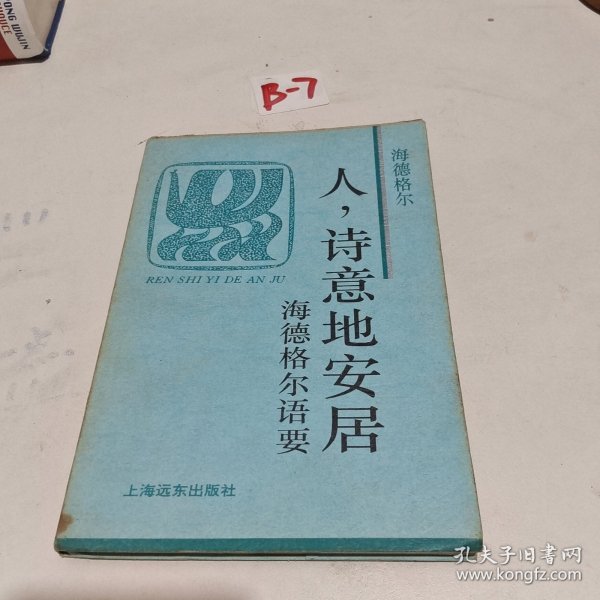 ONG WUJIN
B-7
海德格尔
人，诗意地安居
REN SHI YI DE AN JU
海德格尔语要
上海远东出版社
孔夫子旧书网
www.kongfz.com